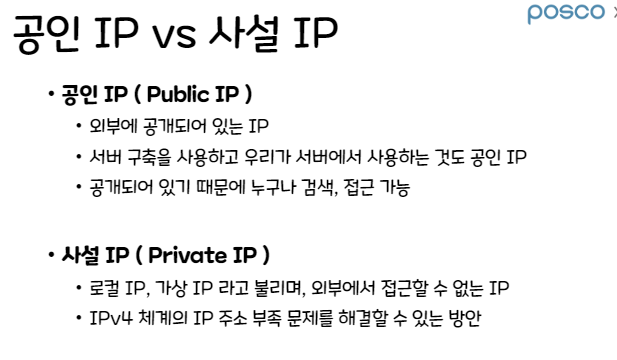 posco
공인 IP vs 사설 IP
• 공인 IP ( Public IP )
• 외부에 공개되어 있는 IP
• 서버 구축을 사용하고 우리가 서버에서 사용하는 것도 공인 IP
• 공개되어 있기 때문에 누구나 검색, 접근 가능
• 사설 IP ( Private IP )
• 로컬 IP, 가상 IP 라고 불리며, 외부에서 접근할 수 없는 IP
• IPv4 체계의 IP 주소 부족 문제를 해결할 수 있는 방안